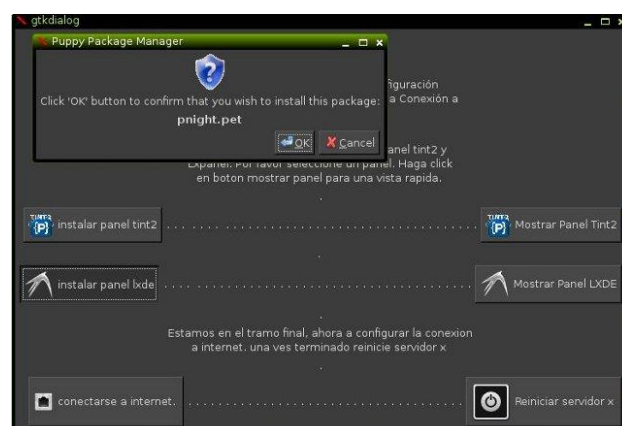 gtkdialog
Puppy Package Manager
Click 'OK' button to confirm that you wish to install this package:
pnight.pet
OK
Cancel
figuración
a Conexión a
anel tint2 y
Lxpanel. Por favor seleccione un panel. Haga click
en boton mostrar panel para una vista rapida.
instalar panel tint2
Mostrar Panel Tint2
instalar panel lxde
Mostrar Panel LXDE
Estamos en el tramo final, ahora a configurar la conexion
a internet. una ves terminado reinicie servidor x
conectarse a internet.
Reiniciar servidor x